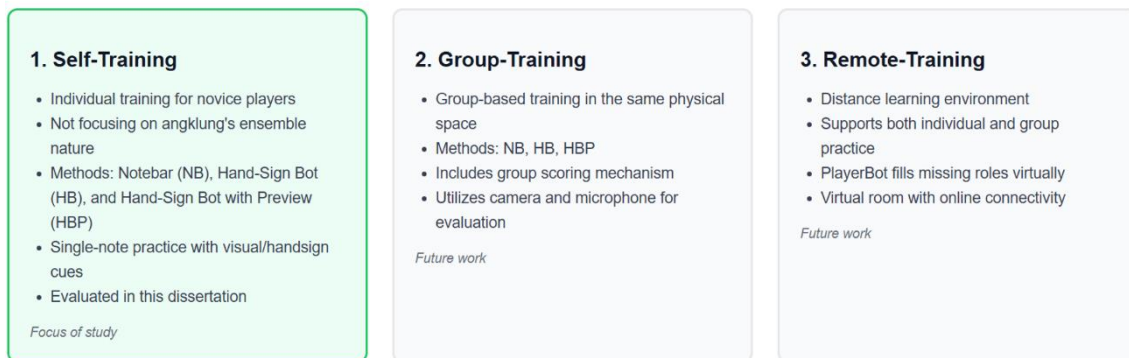 1. Self-Training
• Individual training for novice players
• Not focusing on angklung's ensemble
nature
• Methods: Notebar (NB), Hand-Sign Bot
(HB), and Hand-Sign Bot with Preview
(HBP)
• Single-note practice with visual/handsign
cues
• Evaluated in this dissertation
Focus of study
2. Group-Training
• Group-based training in the same physical
space
• Methods: NB, HB, HBP
• Includes group scoring mechanism
• Utilizes camera and microphone for
evaluation
Future work
3. Remote-Training
• Distance learning environment
• Supports both individual and group
practice
• PlayerBot fills missing roles virtually
• Virtual room with online connectivity
Future work